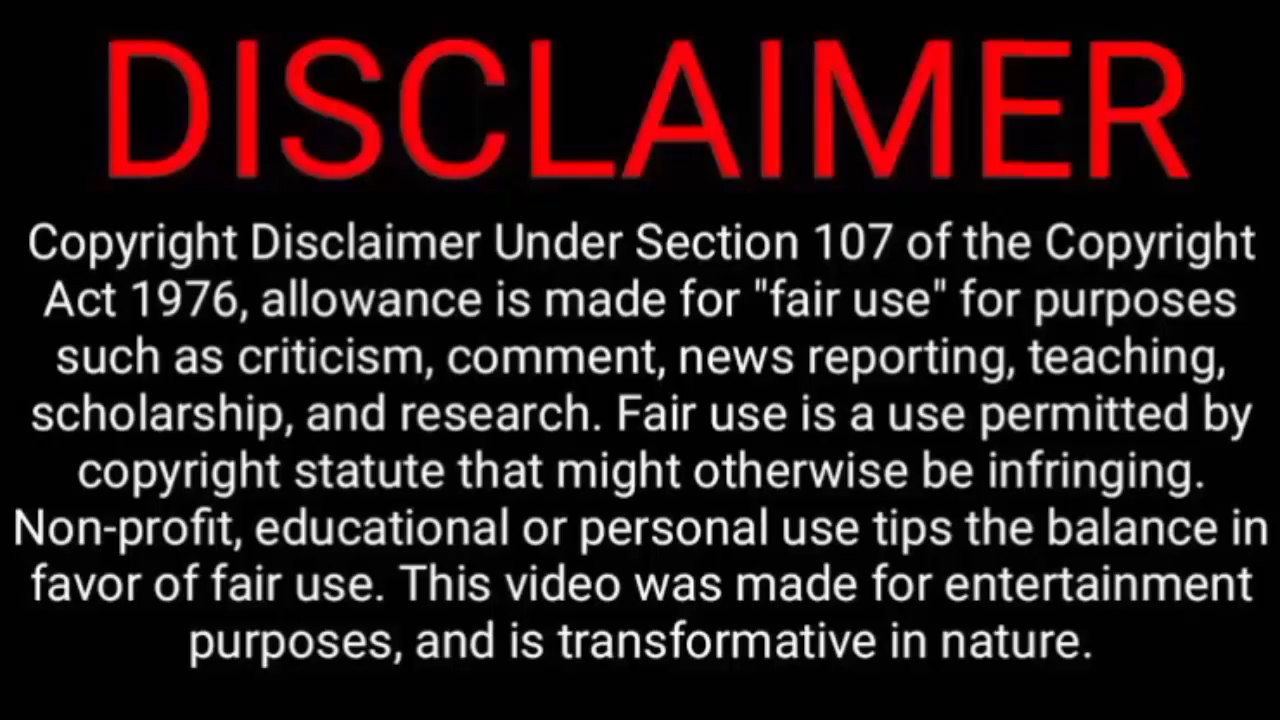 DISCLAIMER
Copyright Disclaimer Under Section 107 of the Copyright
Act 1976, allowance is made for "fair use" for purposes
such as criticism, comment, news reporting, teaching,
scholarship, and research. Fair use is a use permitted by
copyright statute that might otherwise be infringing.
Non-profit, educational or personal use tips the balance in
favor of fair use. This video was made for entertainment
purposes, and is transformative in nature.